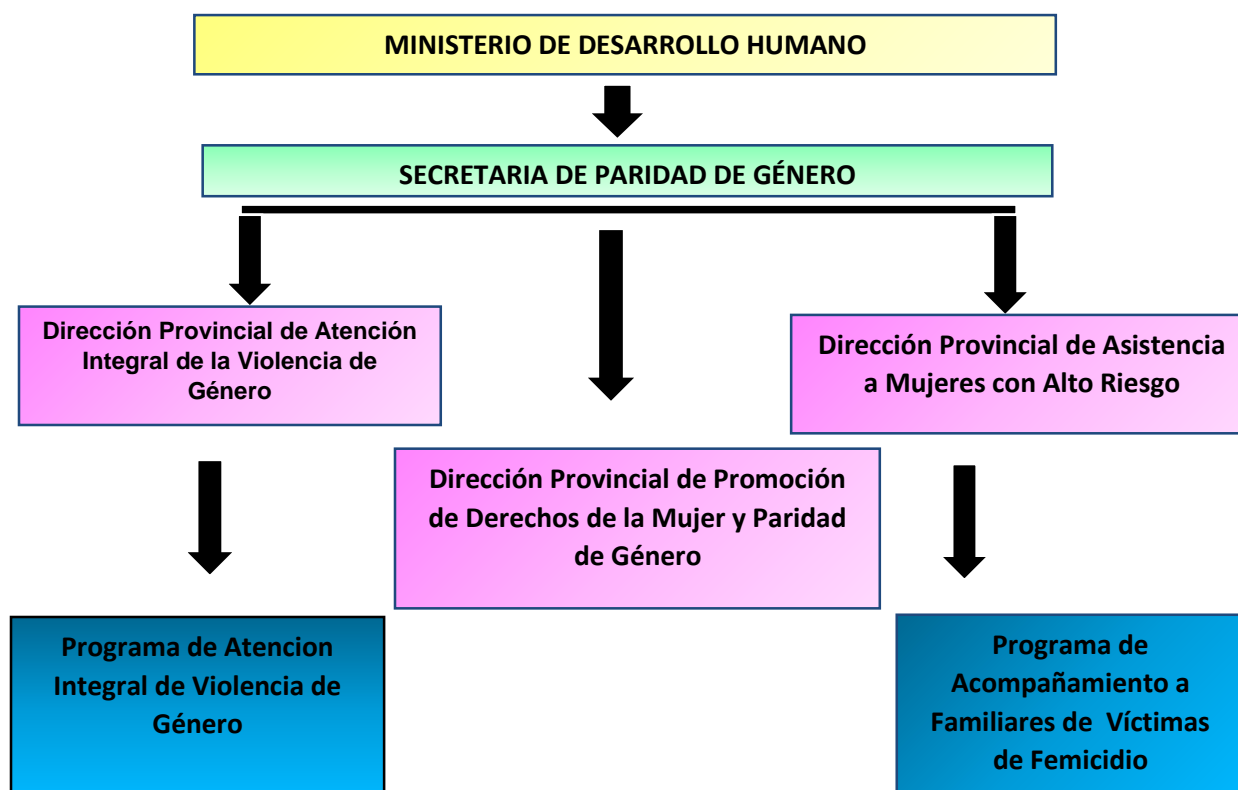 MINISTERIO DE DESARROLLO HUMANO
SECRETARIA DE PARIDAD DE GÉNERO
Dirección Provincial de Atención
Integral de la Violencia de
Género
Dirección Provincial de Asistencia
a Mujeres con Alto Riesgo
Dirección Provincial de Promoción
de Derechos de la Mujer y Paridad
de Género
Programa de Atencion
Integral de Violencia de
Género
Programa de
Acompañamiento a
Familiares de Víctimas
de Femicidio